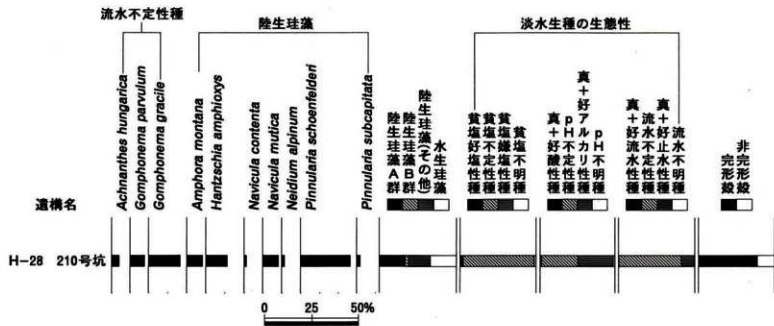 流水不定性種
陸生珪藻
淡水生種の生態性
Achnanthes hungarica
Gomphonema parvulum
Gomphonema gracile
Amphora montana
Hantzschia amphioxys
Navicula contenta
Navicula mutica
Neidium alpinum
Pinnularia schoenfelderi
Pinnularia subcapitata
陸生珪藻A群
陸生珪藻B群
陸生珪藻(その他)
水生珪藻
貧塩好塩性種
貧塩不定性種
貧塩嫌塩性種
貧塩不明種
真+好酸性種
pH不定性種
真+好アルカリ性種
pH不明種
真+好流水性種
流水不定性種
真+好止水性種
流水不明種
完形殻
非完形殻
遺構名
H-28 210号坑
0 25 50%